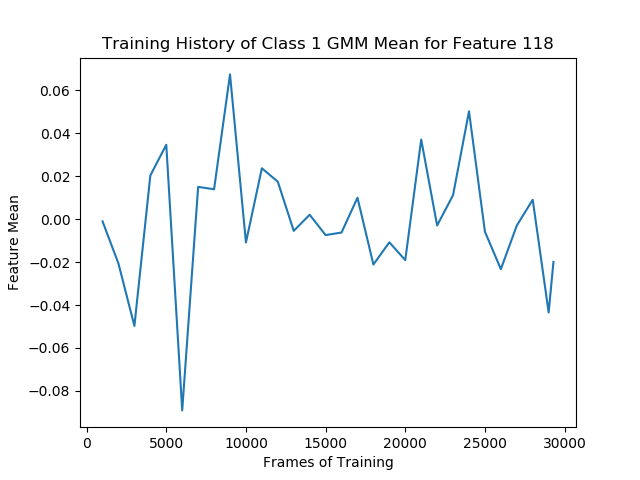 Training History of Class 1 GMM Mean for Feature 118
0.06
0.04
0.02
0.00
−0.02
−0.04
−0.06
−0.08
Feature Mean
0 5000 10000 15000 20000 25000 30000
Frames of Training